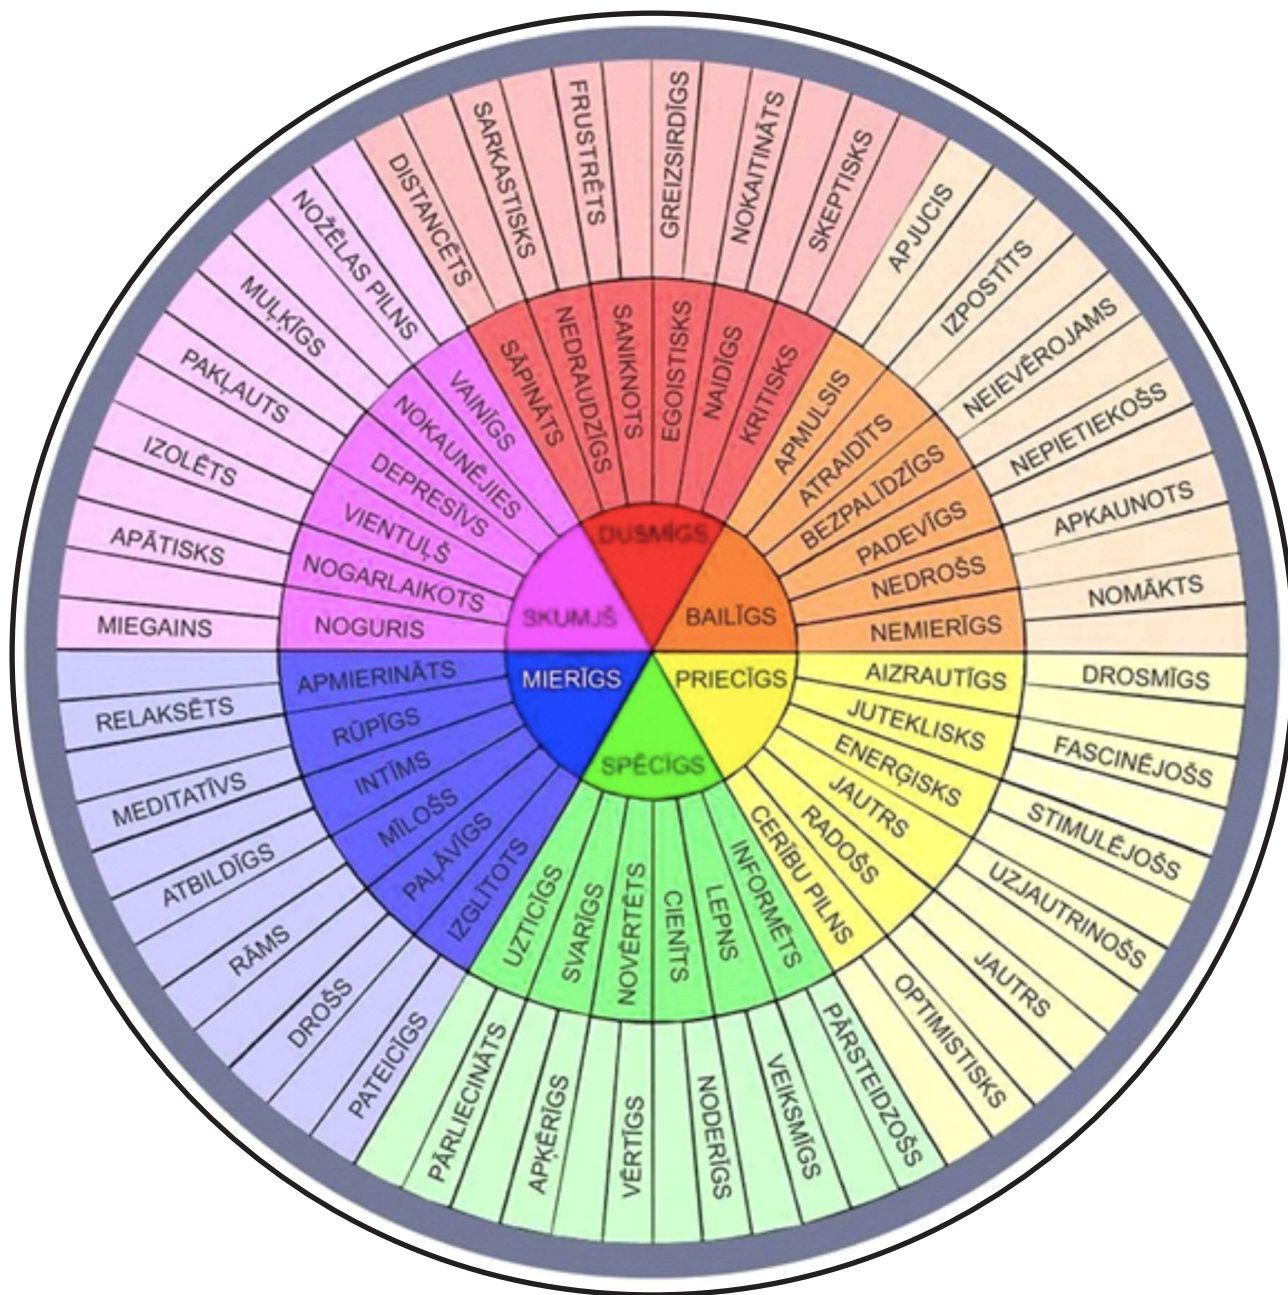 DUSMĪGS
BAILĪGS
PRIECĪGS
SPĒCĪGS
MIERĪGS
SKUMJŠ
SĀPINĀTS
NEDRAUDZĪGS
SANIKNOTS
EGOISTISKS
NAIDĪGS
KRITISKS
APMULSIS
ATRAIDĪTS
BEZPALĪDZĪGS
PADEVĪGS
NEDROŠS
NEMIERĪGS
AIZRAUTĪGS
JUTEKLISKS
ENERĢISKS
JAUTRS
RADOŠS
CERĪBU PILNS
INFORMĒTS
LEPNS
CIENĪTS
NOVĒRTĒTS
SVARĪGS
UZTICĪGS
IZGLĪTOTS
PAĻĀVĪGS
MĪLOŠS
INTĪMS
RŪPĪGS
APMIERINĀTS
NOGURIS
NOGARLAIKOTS
VIENTUĻŠ
DEPRESĪVS
NOKAUNĒJIES
VAINĪGS
DISTANCĒTS
SARKASTISKS
FRUSTRĒTS
GREIZSIRDĪGS
NOKAITINĀTS
SKEPTISKS
APJUCIS
IZPOSTĪTS
NEIEVĒROJAMS
NEPIETIEKOŠS
APKAUNOTS
NOMĀKTS
DROSMĪGS
FASCINĒJOŠS
STIMULĒJOŠS
UZJAUTRINOŠS
JAUTRS
OPTIMISTISKS
PĀRSTEIDZOŠS
VEIKSMĪGS
NODERĪGS
VĒRTĪGS
APĶĒRĪGS
PĀRLIECINĀTS
PATEICĪGS
DROŠS
RĀMS
ATBILDĪGS
MEDITATĪVS
RELAKSĒTS
MIEGAINS
APĀTISKS
IZOLĒTS
PAKĻAUTS
MUĻĶĪGS
NOŽĒLAS PILNS